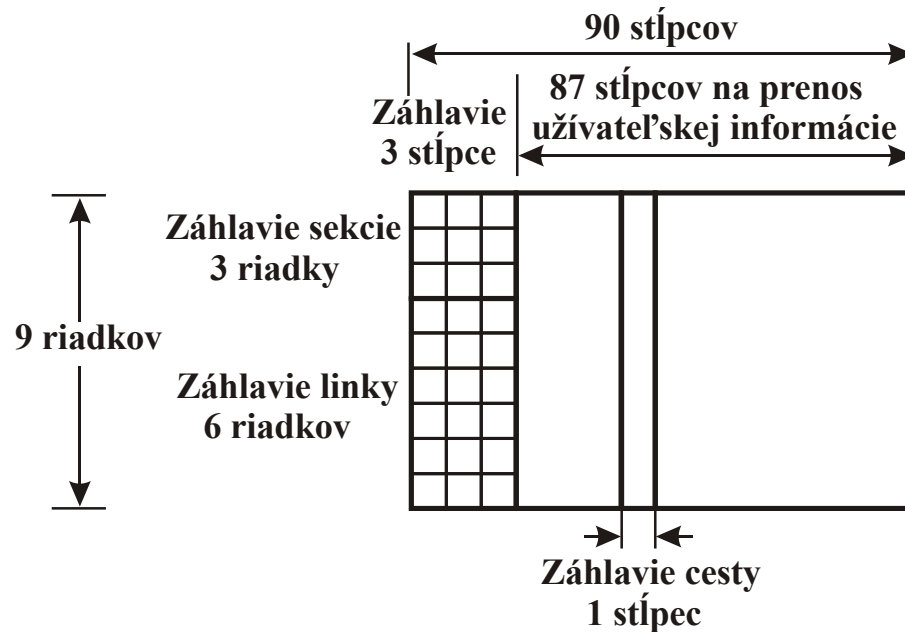 90 stĺpcov
87 stĺpcov na prenos
užívateľskej informácie
Záhlavie
3 stĺpce
Záhlavie sekcie
3 riadky
9 riadkov
Záhlavie linky
6 riadkov
Záhlavie cesty
1 stĺpec